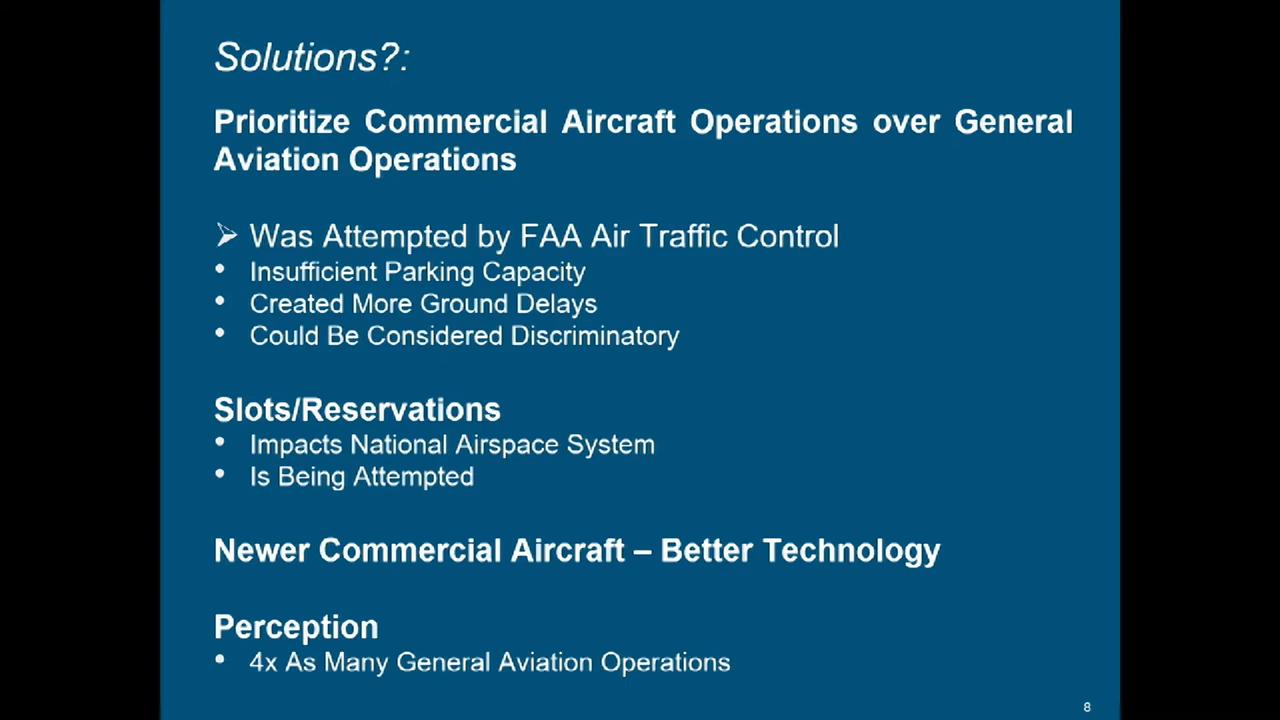 Solutions?:
Prioritize Commercial Aircraft Operations over General
Aviation Operations
➢ Was Attempted by FAA Air Traffic Control
• Insufficient Parking Capacity
• Created More Ground Delays
• Could Be Considered Discriminatory
Slots/Reservations
• Impacts National Airspace System
• Is Being Attempted
Newer Commercial Aircraft – Better Technology
Perception
• 4x As Many General Aviation Operations
8